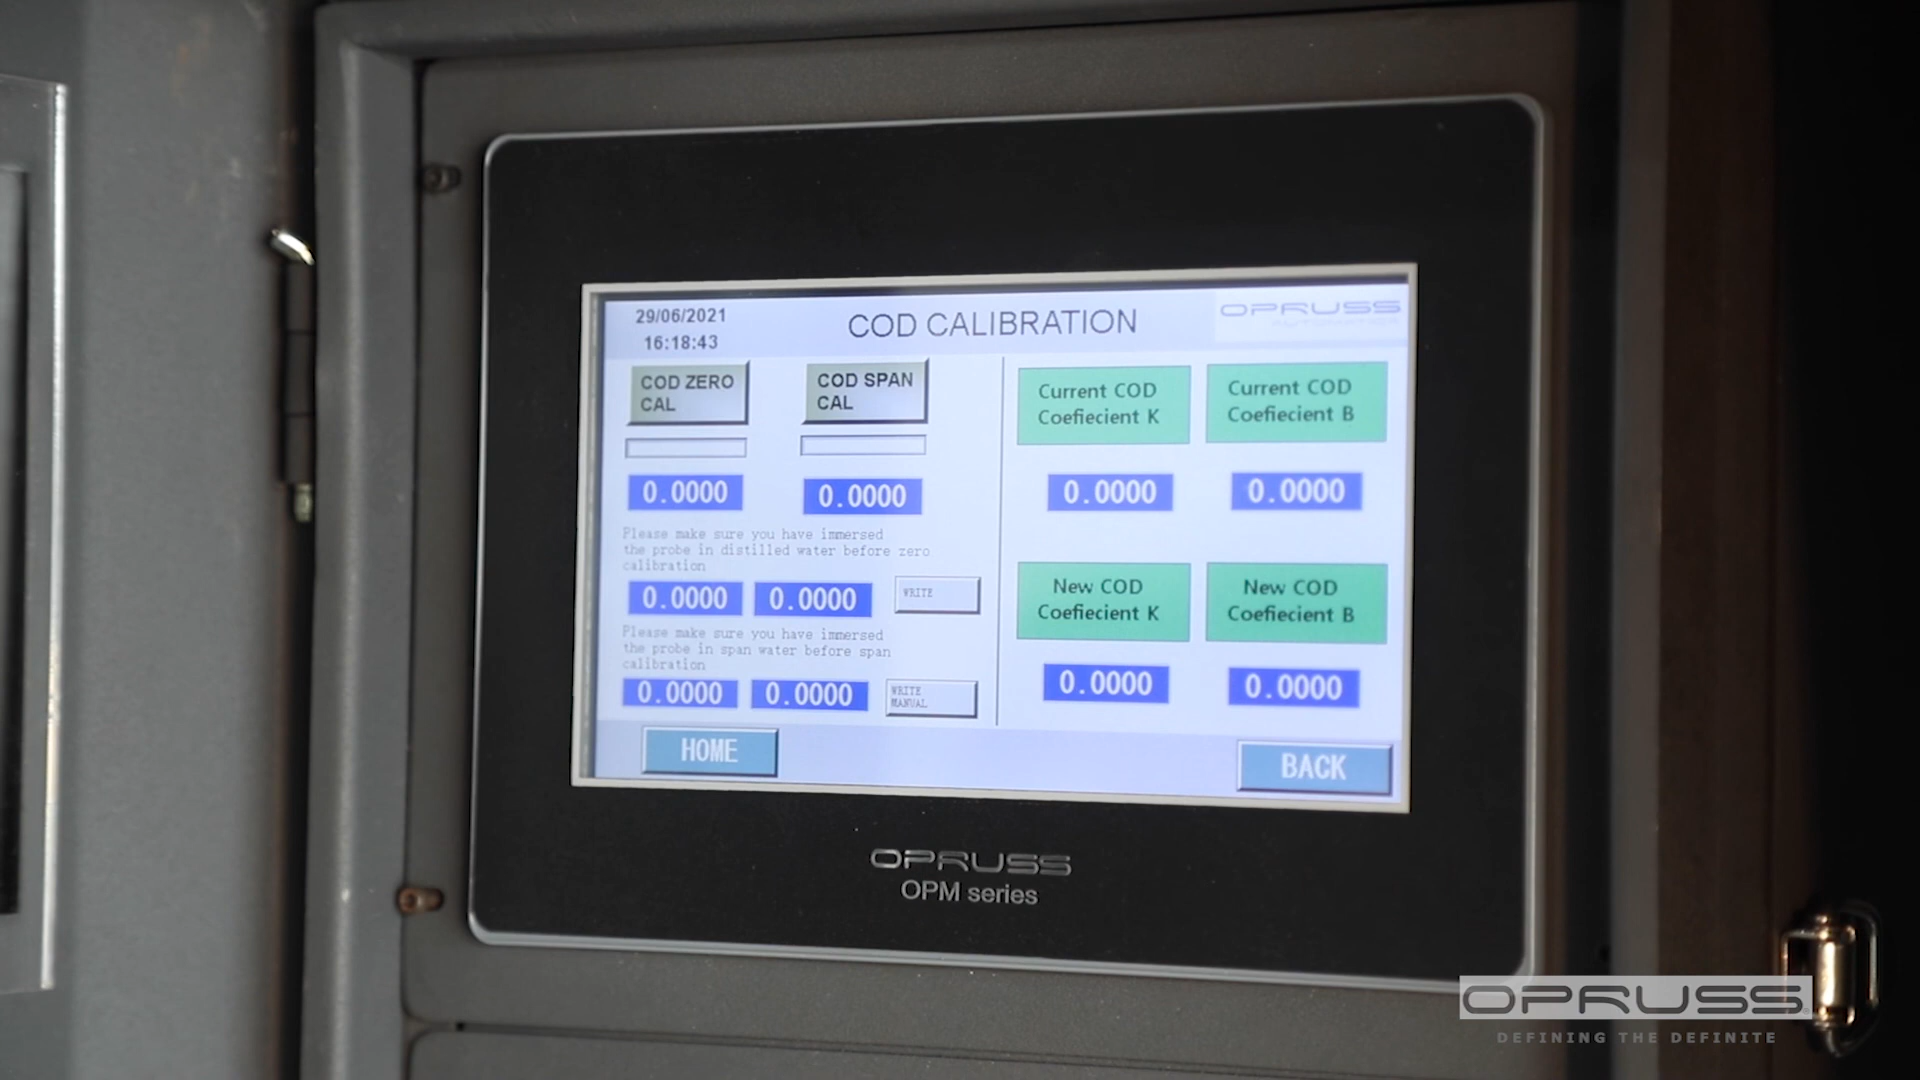 29/06/2021
16:18:43
COD CALIBRATION
OPRUSS
COD ZERO
CAL
COD SPAN
CAL
0.0000
0.0000
Please make sure you have immersed
the probe in distilled water before zero
calibration
0.0000
0.0000
WRITE
Please make sure you have immersed
the probe in span water before span
calibration
0.0000
0.0000
WRITE
MANUAL
Current COD
Coefiecient K
Current COD
Coefiecient B
0.0000
0.0000
New COD
Coefiecient K
New COD
Coefiecient B
0.0000
0.0000
HOME
BACK
OPRUSS
OPM series
OPRUSS
DEFINING THE DEFINITE